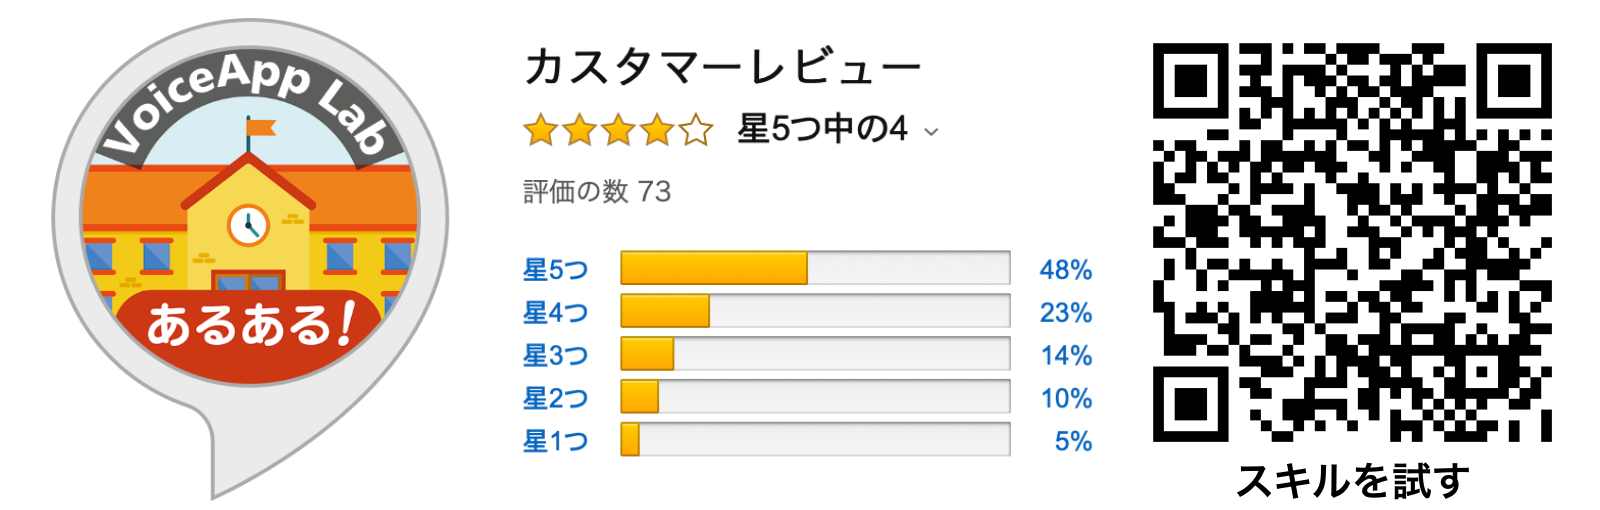 VoiceApp Lab
あるある!
カスタマーレビュー
星5つ中の4
評価の数 73
星5つ 48%
星4つ 23%
星3つ 14%
星2つ 10%
星1つ 5%
スキルを試す